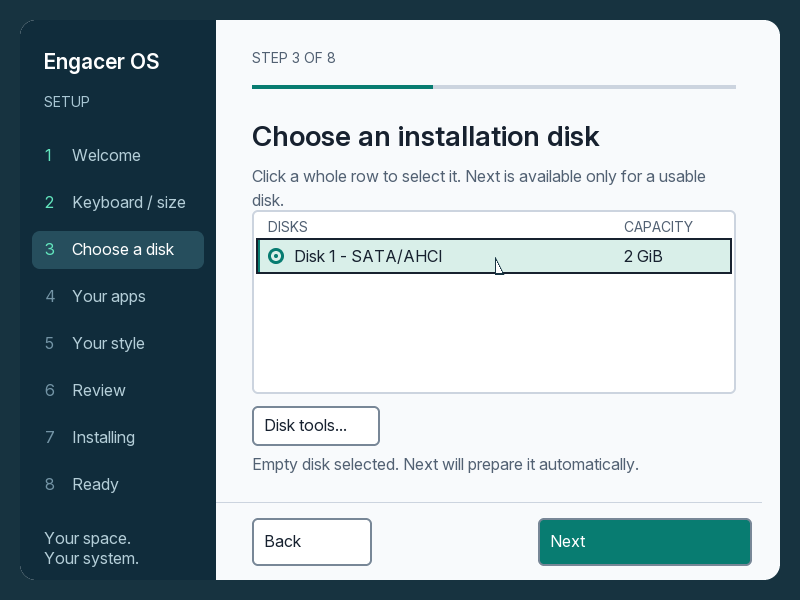 Engacer OS
SETUP
1 Welcome
2 Keyboard / size
3 Choose a disk
4 Your apps
5 Your style
6 Review
7 Installing
8 Ready
Your space.
Your system.
STEP 3 OF 8
Choose an installation disk
Click a whole row to select it. Next is available only for a usable
disk.
DISKS CAPACITY
Disk 1 - SATA/AHCI 2 GiB
Disk tools...
Empty disk selected. Next will prepare it automatically.
Back Next